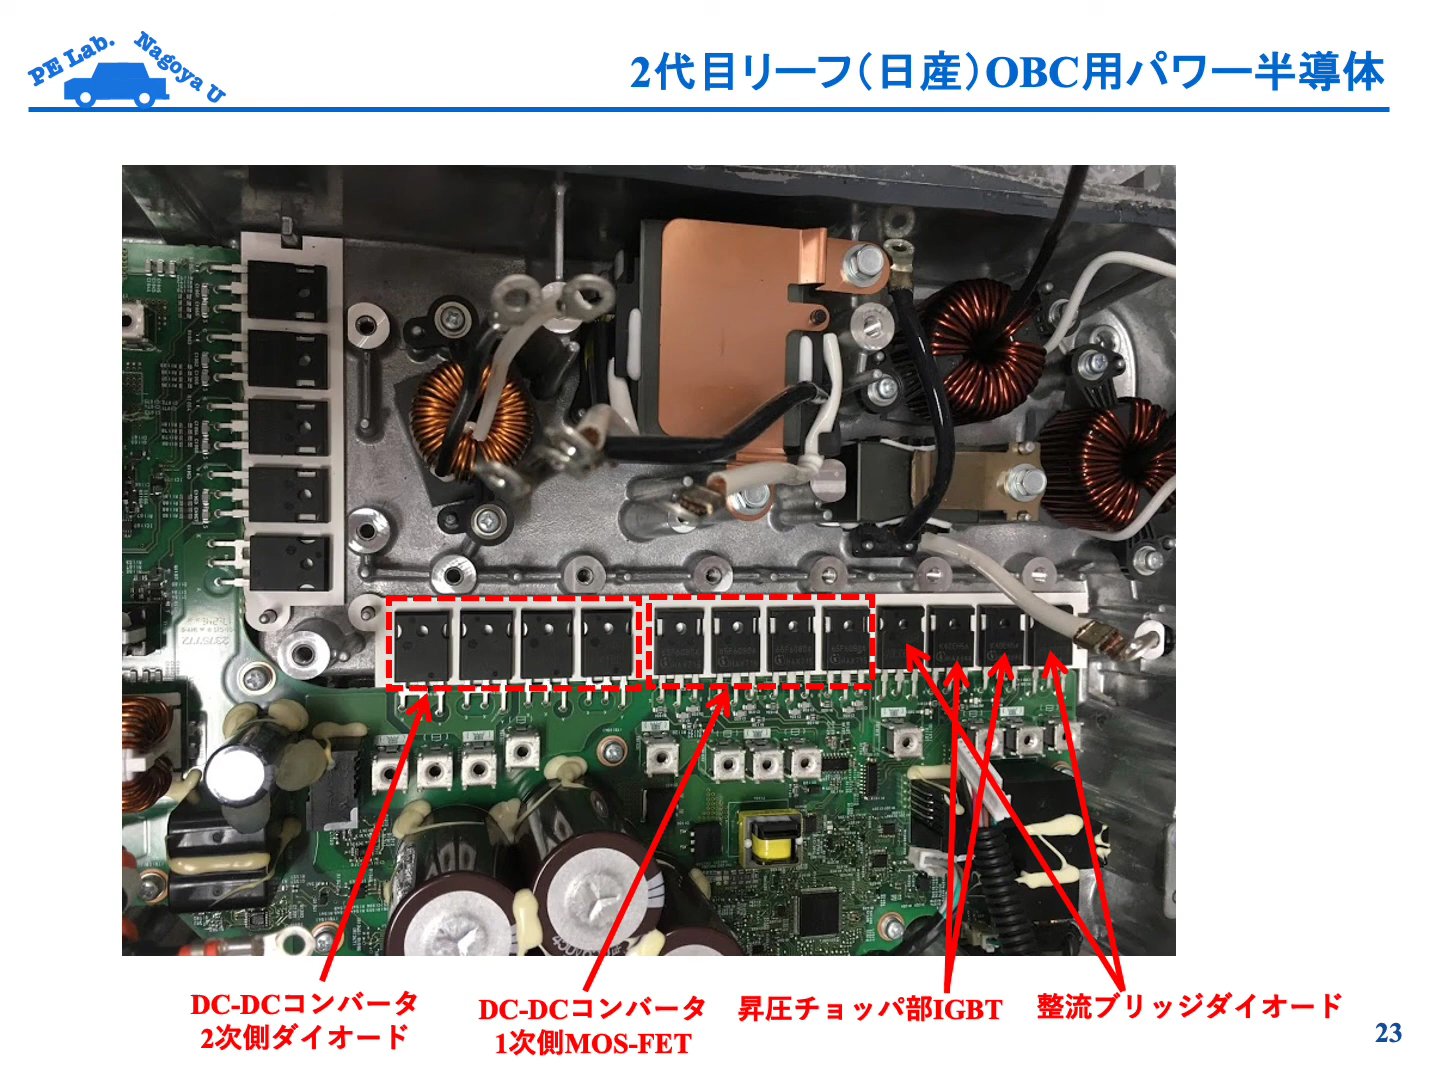 PE Lab. Nagoya U
2代目リーフ（日産）OBC用パワー半導体
DC-DCコンバータ
2次側ダイオード
DC-DCコンバータ
1次側MOS-FET
昇圧チョッパ部IGBT
整流ブリッジダイオード
23